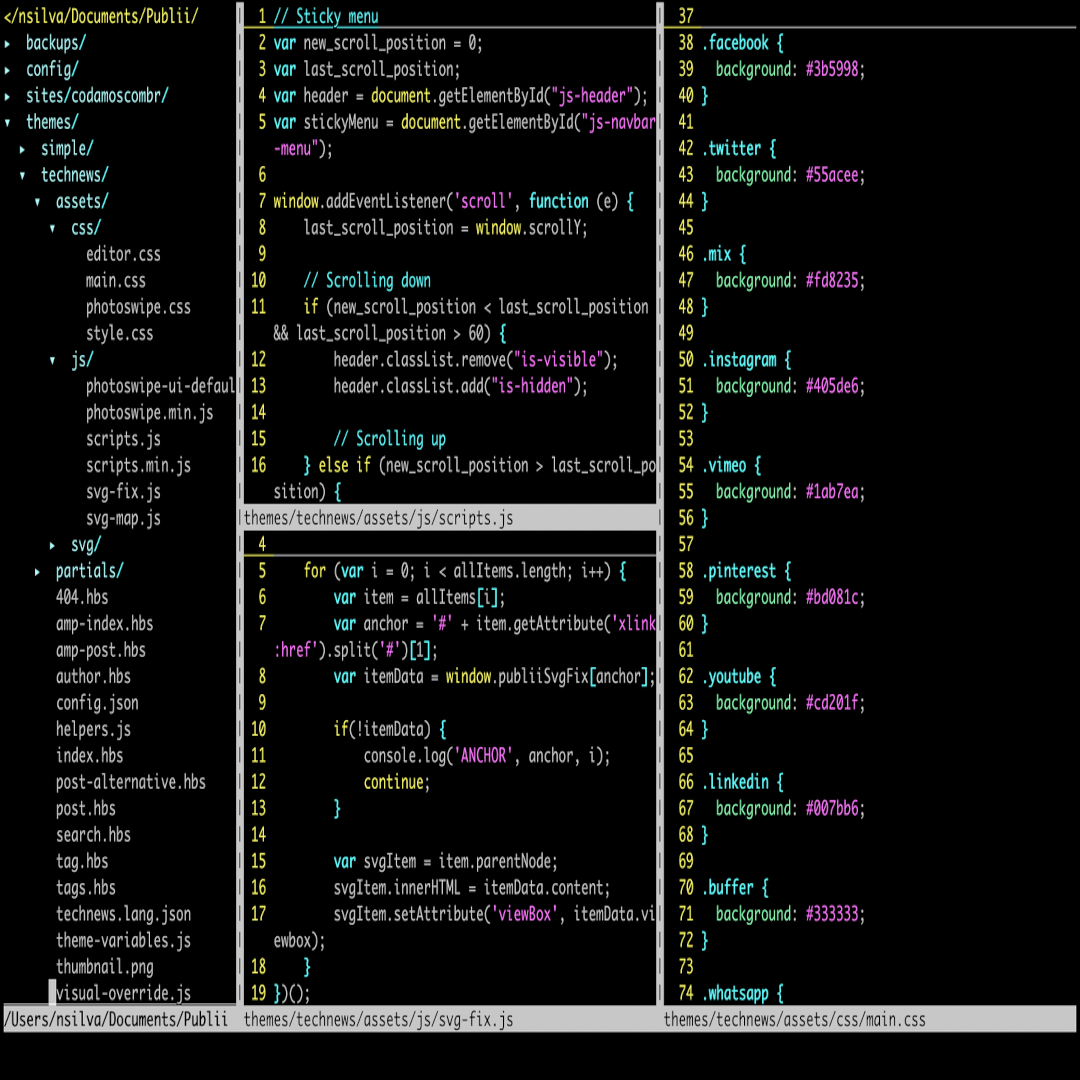 </nsilva/Documents/Publii/
▸ backups/
▸ config/
▸ sites/codamoscombr/
▾ themes/
▸ simple/
▾ technews/
▾ assets/
▾ css/
editor.css
main.css
photoswipe.css
style.css
▾ js/
photoswipe-ui-defaul
photoswipe.min.js
scripts.js
scripts.min.js
svg-fix.js
svg-map.js
▸ svg/
▸ partials/
404.hbs
amp-index.hbs
amp-post.hbs
author.hbs
config.json
helpers.js
index.hbs
post-alternative.hbs
post.hbs
search.hbs
tag.hbs
tags.hbs
technews.lang.json
theme-variables.js
thumbnail.png
visual-override.js
/Users/nsilva/Documents/Publii
1 // Sticky menu
2 var new_scroll_position = 0;
3 var last_scroll_position;
4 var header = document.getElementById("js-header");
5 var stickyMenu = document.getElementById("js-navbar
-menu");
6
7 window.addEventListener('scroll', function (e) {
8     last_scroll_position = window.scrollY;
9
10     // Scrolling down
11     if (new_scroll_position < last_scroll_position
&& last_scroll_position > 60) {
12         header.classList.remove("is-visible");
13         header.classList.add("is-hidden");
14
15         // Scrolling up
16     } else if (new_scroll_position > last_scroll_po
sition) {
themes/technews/assets/js/scripts.js
4
5     for (var i = 0; i < allItems.length; i++) {
6         var item = allItems[i];
7         var anchor = '#' + item.getAttribute('xlink
:href').split('#')[1];
8         var itemData = window.publiiSvgFix[anchor];
9
10         if(!itemData) {
11             console.log('ANCHOR', anchor, i);
12             continue;
13         }
14
15         var svgItem = item.parentNode;
16         svgItem.innerHTML = itemData.content;
17         svgItem.setAttribute('viewBox', itemData.vi
ewbox);
18     }
19 })();
themes/technews/assets/js/svg-fix.js
37
38 .facebook {
39   background: #3b5998;
40 }
41
42 .twitter {
43   background: #55acee;
44 }
45
46 .mix {
47   background: #fd8235;
48 }
49
50 .instagram {
51   background: #405de6;
52 }
53
54 .vimeo {
55   background: #1ab7ea;
56 }
57
58 .pinterest {
59   background: #bd081c;
60 }
61
62 .youtube {
63   background: #cd201f;
64 }
65
66 .linkedin {
67   background: #007bb6;
68 }
69
70 .buffer {
71   background: #333333;
72 }
73
74 .whatsapp {
themes/technews/assets/css/main.css